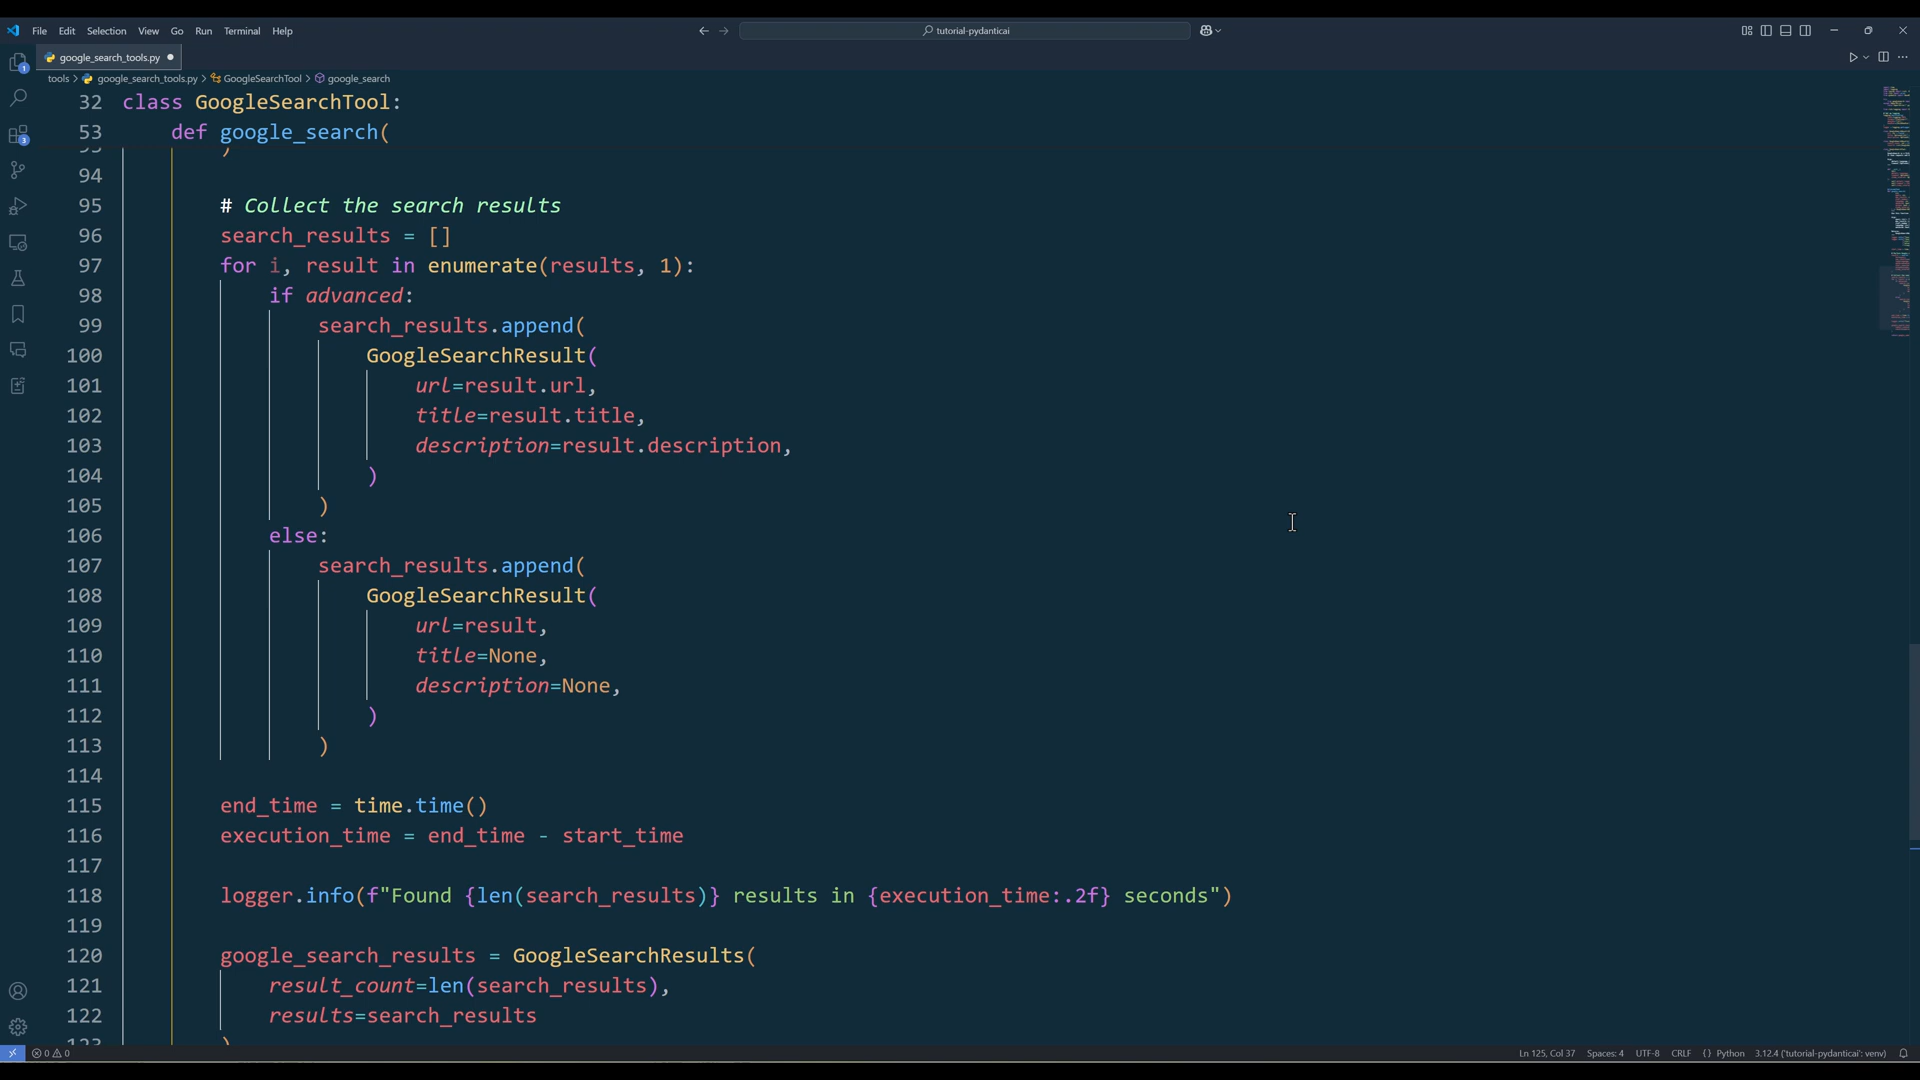 File Edit Selection View Go Run Terminal Help
tutorial-pydanticai
google_search_tools.py
tools > google_search_tools.py > GoogleSearchTool > google_search
32 class GoogleSearchTool:
53 def google_search(
93 )
94
95 # Collect the search results
96 search_results = []
97 for i, result in enumerate(results, 1):
98 if advanced:
99 search_results.append(
100 GoogleSearchResult(
101 url=result.url,
102 title=result.title,
103 description=result.description,
104 )
105 )
106 else:
107 search_results.append(
108 GoogleSearchResult(
109 url=result,
110 title=None,
111 description=None,
112 )
113 )
114
115 end_time = time.time()
116 execution_time = end_time - start_time
117
118 logger.info(f"Found {len(search_results)} results in {execution_time:.2f} seconds")
119
120 google_search_results = GoogleSearchResults(
121 result_count=len(search_results),
122 results=search_results
123 )
1
3
0 0
Ln 125, Col 37 Spaces: 4 UTF-8 CRLF {} Python 3.12.4 ('tutorial-pydanticai': venv)